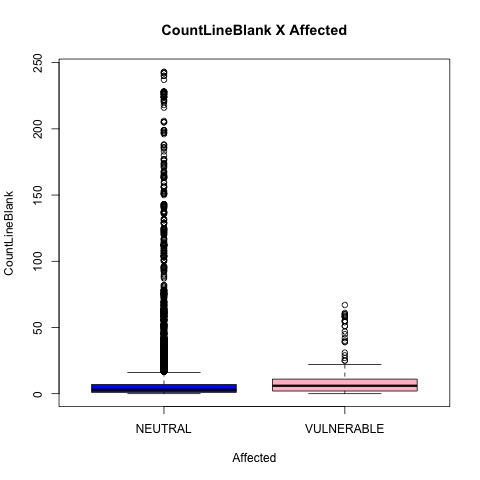 CountLineBlank X Affected
CountLineBlank
250
200
150
100
50
0
NEUTRAL VULNERABLE
Affected